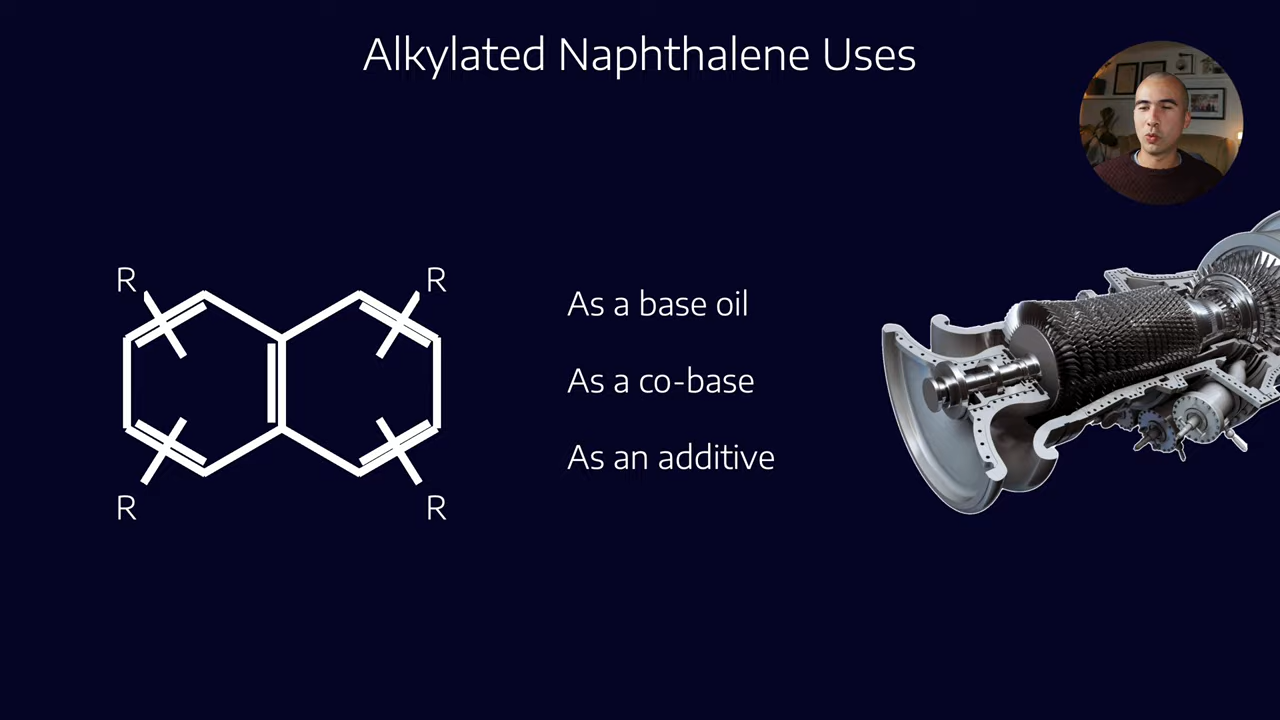 Alkylated Naphthalene Uses
R R
As a base oil
As a co-base
As an additive
R R